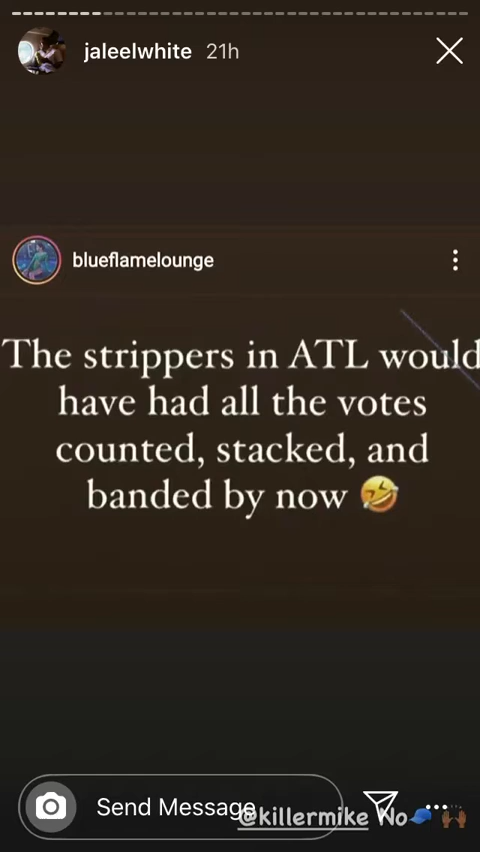 jaleelwhite 21h
blueflamelounge
The strippers in ATL would
have had all the votes
counted, stacked, and
banded by now 🤣
Send Message
@killermike No🧢 🙌🏾